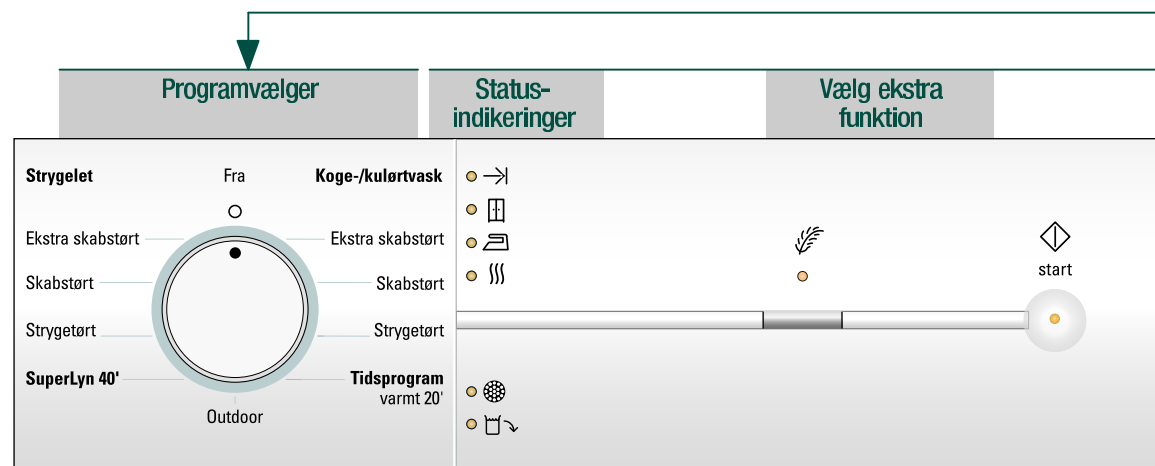 Programvælger
Status-
indikeringer
Vælg ekstra
funktion
Strygelet
Fra
Koge-/kulørtvask
Ekstra skabstørt
Ekstra skabstørt
Skabstørt
Skabstørt
Strygetørt
Strygetørt
SuperLyn 40'
Tidsprogram
varmt 20'
Outdoor
start